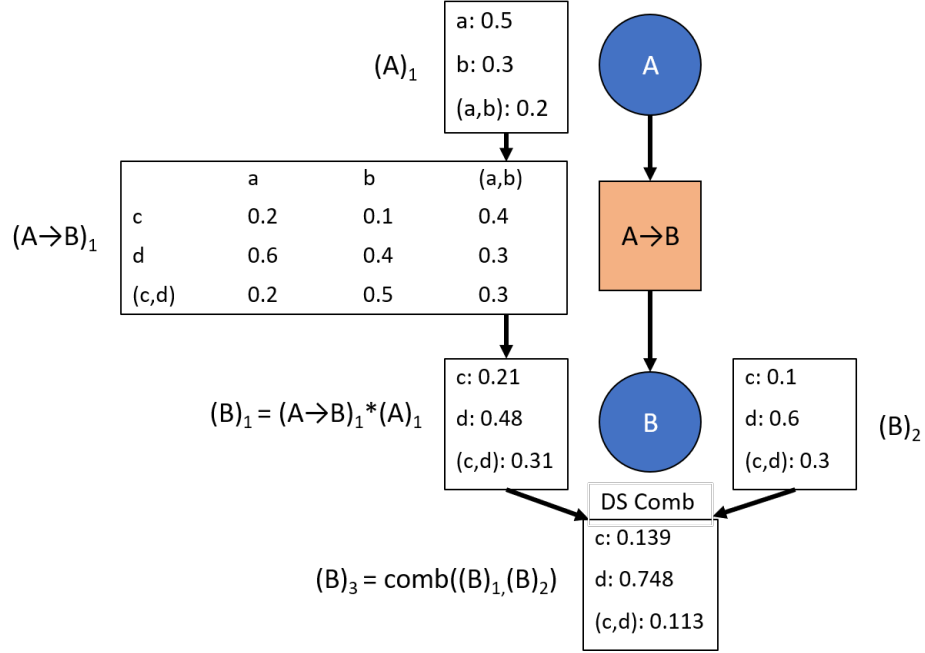 a: 0.5
b: 0.3
(a,b): 0.2
(A)₁
A
a b (a,b)
c 0.2 0.1 0.4
d 0.6 0.4 0.3
(c,d) 0.2 0.5 0.3
(A→B)₁
A→B
(B)₁ = (A→B)₁*(A)₁
c: 0.21
d: 0.48
(c,d): 0.31
B
c: 0.1
d: 0.6
(c,d): 0.3
(B)₂
DS Comb
(B)₃ = comb((B)₁,(B)₂)
c: 0.139
d: 0.748
(c,d): 0.113